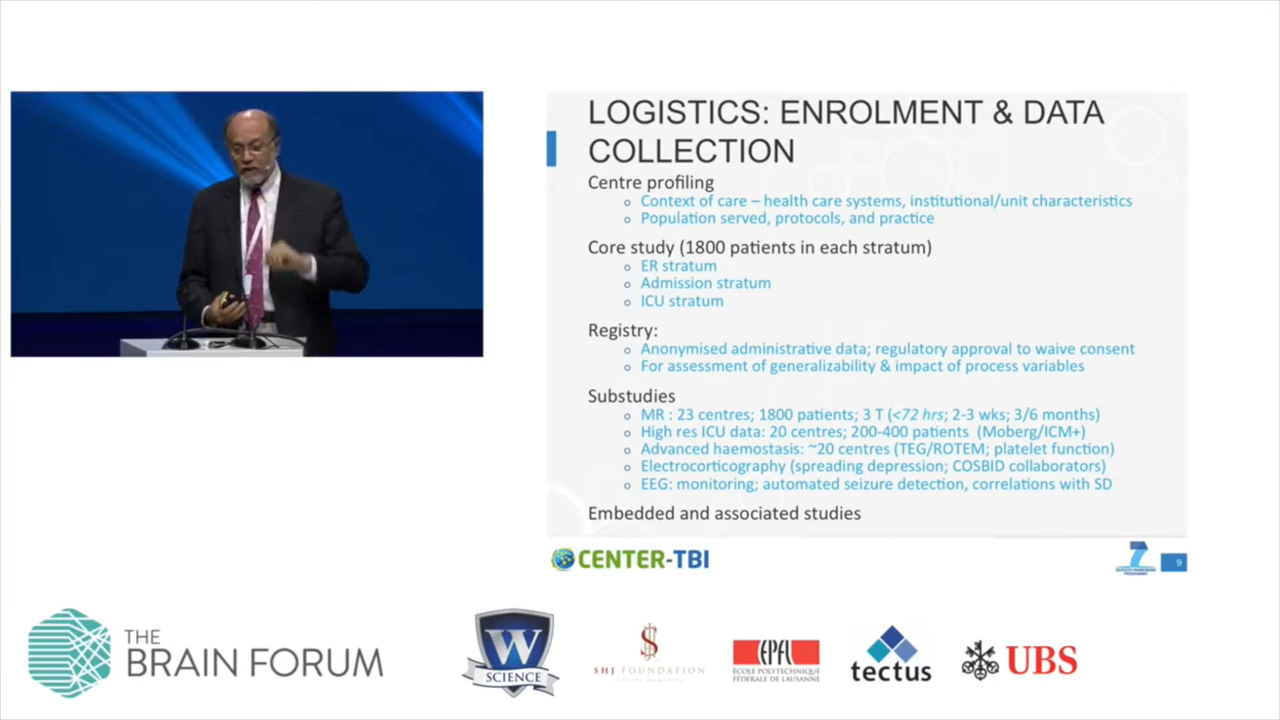 LOGISTICS: ENROLMENT & DATA
COLLECTION
Centre profiling
Context of care – health care systems, institutional/unit characteristics
Population served, protocols, and practice
Core study (1800 patients in each stratum)
ER stratum
Admission stratum
ICU stratum
Registry:
Anonymised administrative data; regulatory approval to waive consent
For assessment of generalizability & impact of process variables
Substudies
MR : 23 centres; 1800 patients; 3 T (<72 hrs; 2-3 wks; 3/6 months)
High res ICU data: 20 centres; 200-400 patients (Moberg/ICM+)
Advanced haemostasis: ~20 centres (TEG/ROTEM; platelet function)
Electrocorticography (spreading depression; COSBID collaborators)
EEG: monitoring; automated seizure detection, correlations with SD
Embedded and associated studies
CENTER-TBI
7
9
THE
BRAIN FORUM
W
SCIENCE
SHJ FOUNDATION
EPFL
ÉCOLE POLYTECHNIQUE
FÉDÉRALE DE LAUSANNE
tectus
UBS